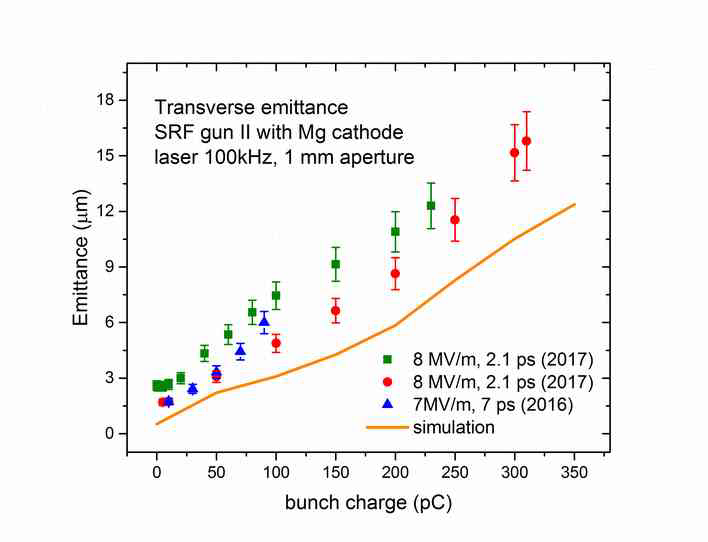 Transverse emittance
SRF gun II with Mg cathode
laser 100kHz, 1 mm aperture
Emittance (μm)
18
15
12
9
6
3
0
8 MV/m, 2.1 ps (2017)
8 MV/m, 2.1 ps (2017)
7MV/m, 7 ps (2016)
simulation
0 50 100 150 200 250 300 350
bunch charge (pC)